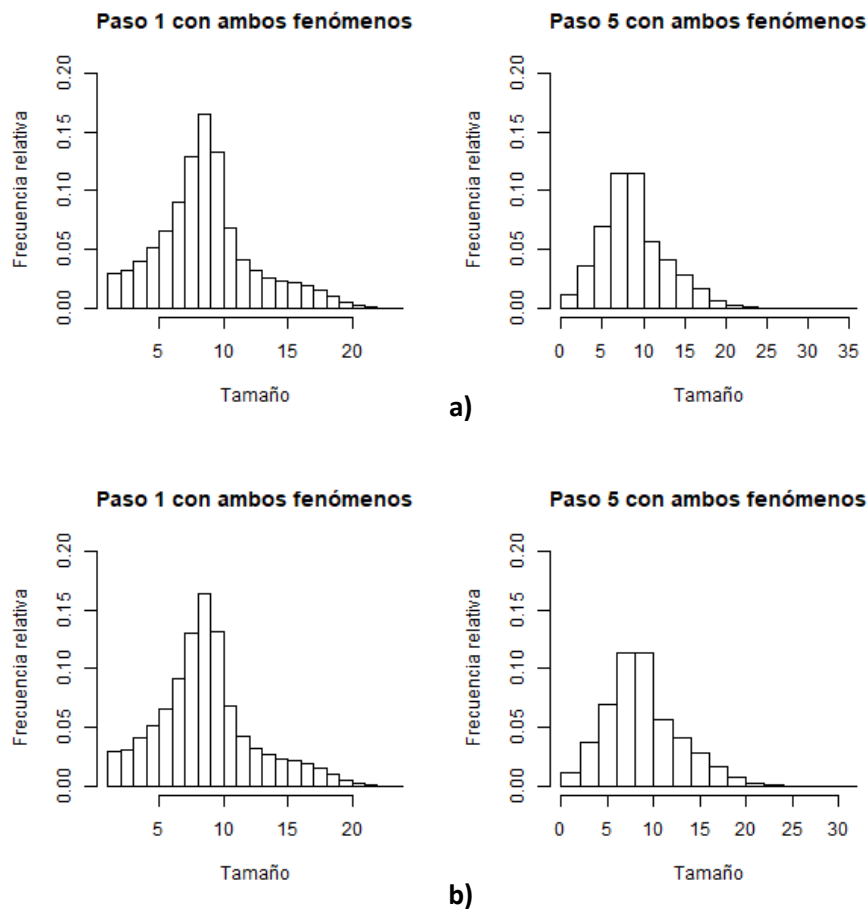 Paso 1 con ambos fenómenos
Paso 5 con ambos fenómenos
Frecuencia relativa
0.00 0.05 0.10 0.15 0.20
5 10 15 20
Tamaño
Frecuencia relativa
0.00 0.05 0.10 0.15 0.20
0 5 10 15 20 25 30 35
Tamaño
a)
Paso 1 con ambos fenómenos
Paso 5 con ambos fenómenos
Frecuencia relativa
0.00 0.05 0.10 0.15 0.20
5 10 15 20
Tamaño
Frecuencia relativa
0.00 0.05 0.10 0.15 0.20
0 5 10 15 20 25 30
Tamaño
b)